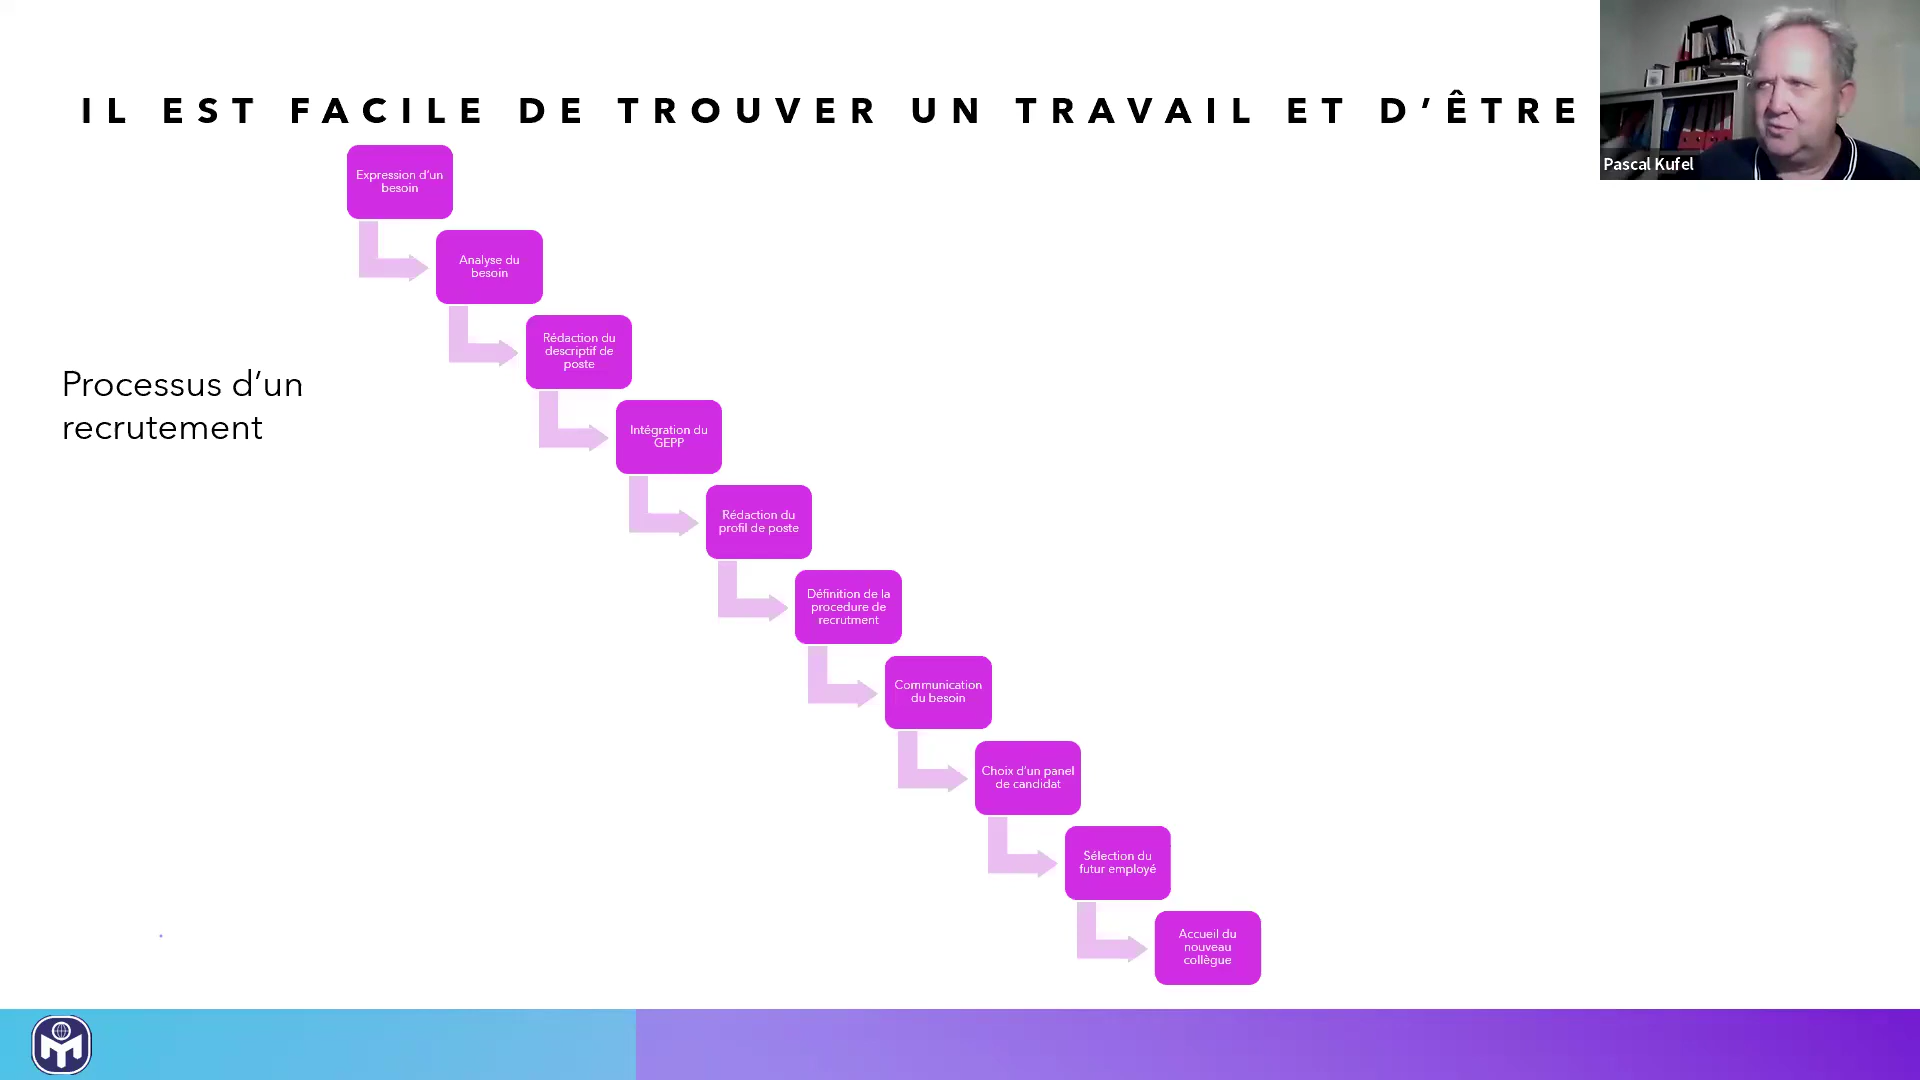 IL EST FACILE DE TROUVER UN TRAVAIL ET D’ÊTRE
Pascal Kufel
Expression d’un
besoin
Analyse du
besoin
Rédaction du
descriptif de
poste
Processus d’un
recrutement
Intégration du
GEPP
Rédaction du
profil de poste
Définition de la
procedure de
recrutment
Communication
du besoin
Choix d’un panel
de candidat
Sélection du
futur employé
Accueil du
nouveau
collègue